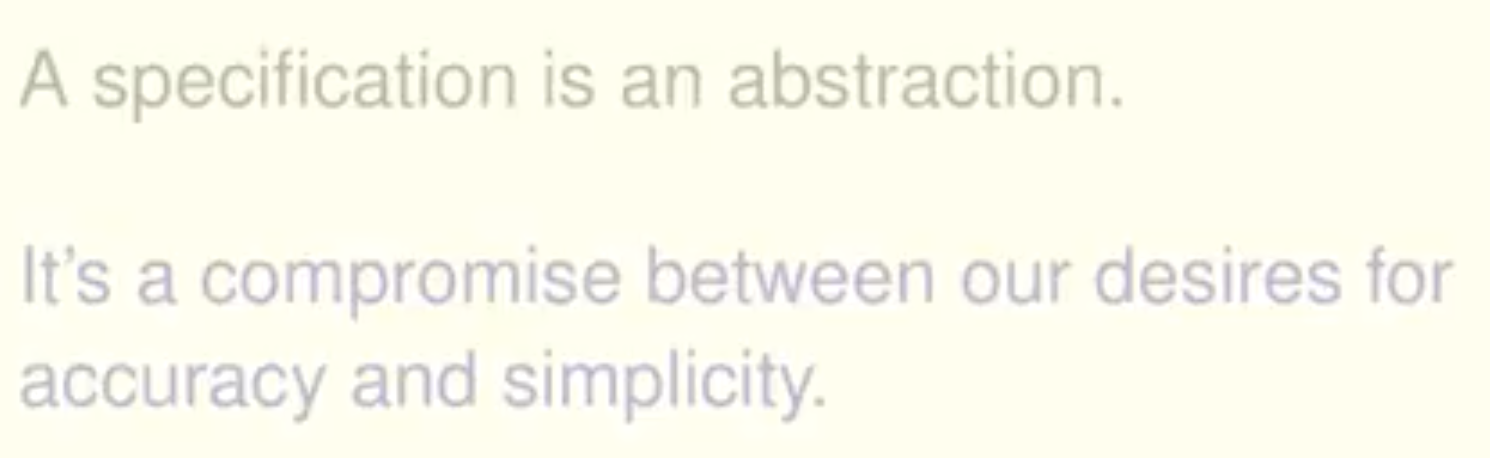 A specification is an abstraction.
It’s a compromise between our desires for
accuracy and simplicity.